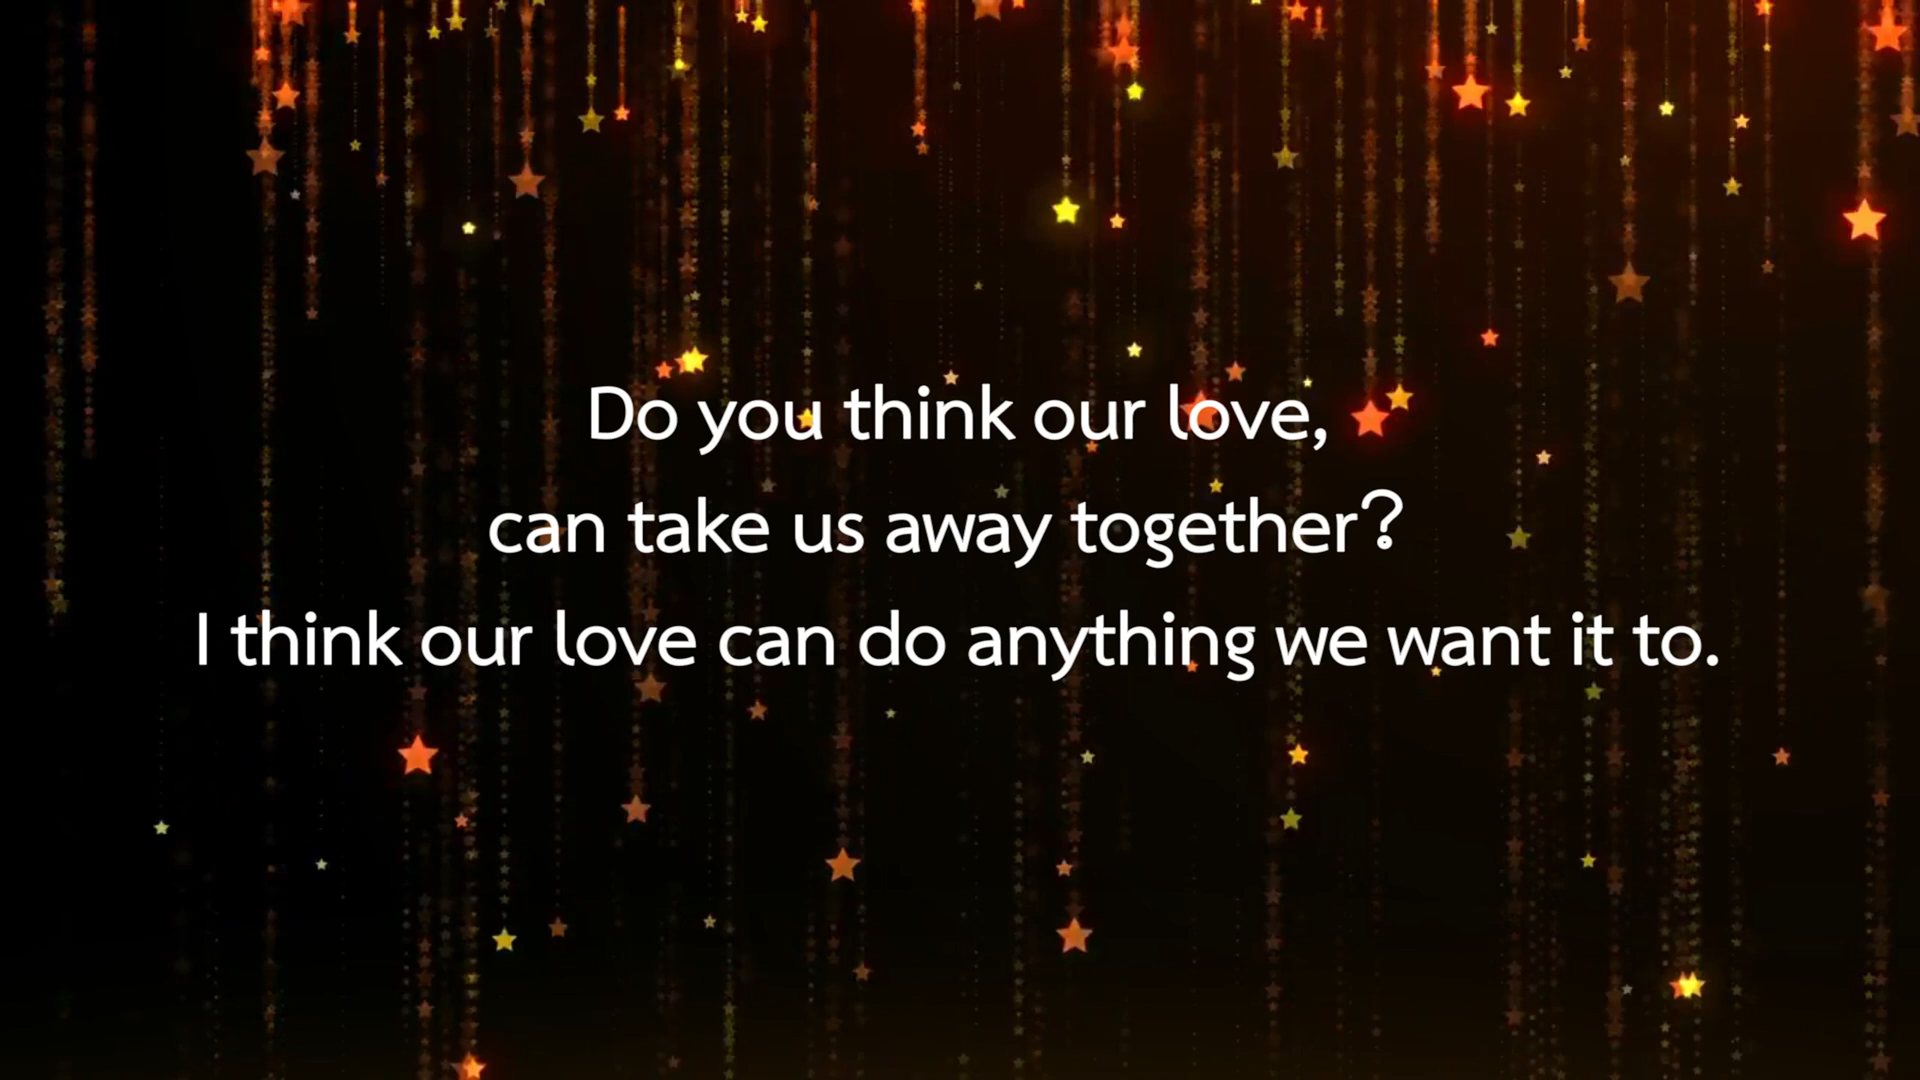 Do you think our love,
can take us away together?
I think our love can do anything we want it to.